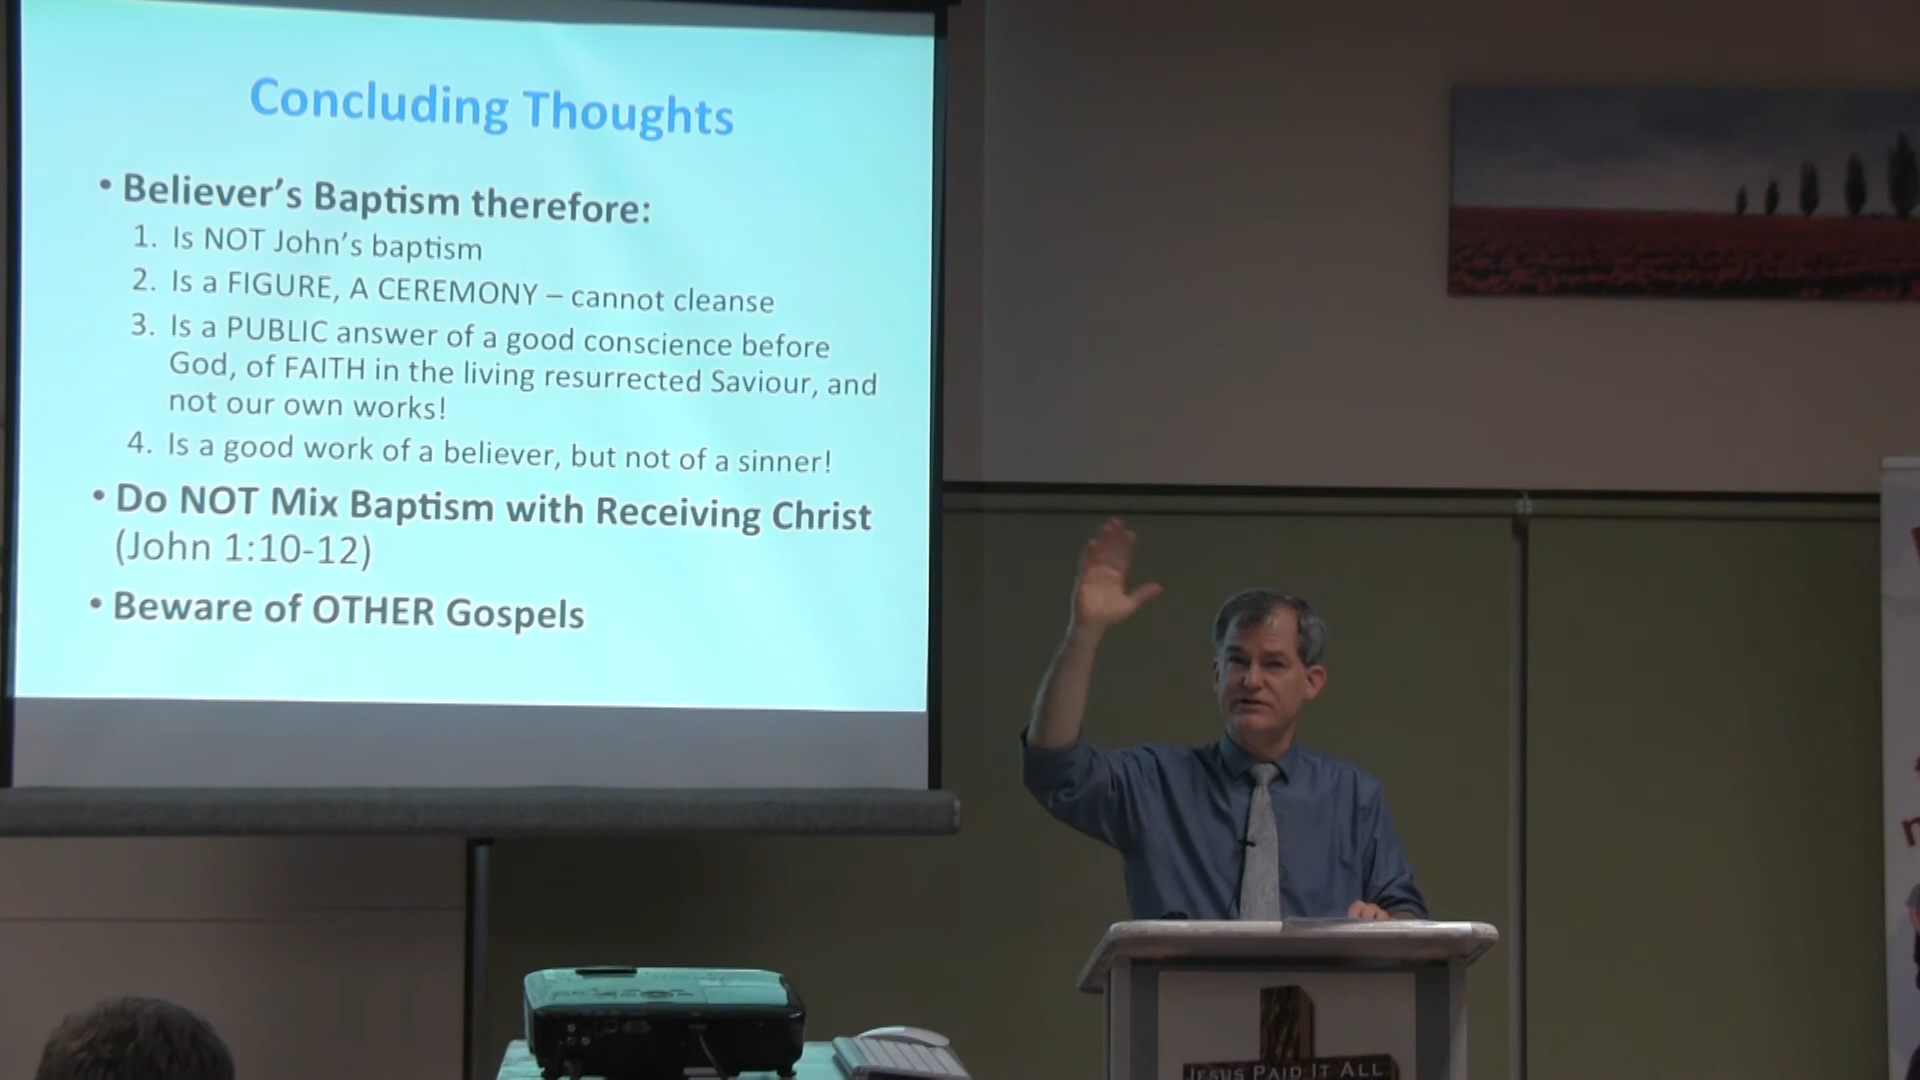 Concluding Thoughts
• Believer's Baptism therefore:
1. Is NOT John's baptism
2. Is a FIGURE, A CEREMONY – cannot cleanse
3. Is a PUBLIC answer of a good conscience before
God, of FAITH in the living resurrected Saviour, and
not our own works!
4. Is a good work of a believer, but not of a sinner!
• Do NOT Mix Baptism with Receiving Christ
(John 1:10-12)
• Beware of OTHER Gospels
JESUS PAID IT ALL